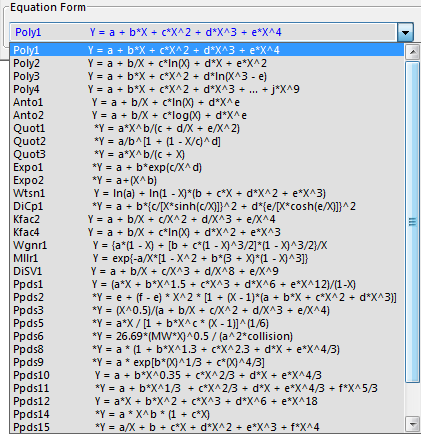 Equation Form
Poly1 Y = a + b*X + c*X^2 + d*X^3 + e*X^4
Poly1 Y = a + b*X + c*X^2 + d*X^3 + e*X^4
Poly2 Y = a + b/X + c*ln(X) + d*X + e*X^2
Poly3 Y = a + b*X + c*X^2 + d*ln(X^3 - e)
Poly4 Y = a + b*X + c*X^2 + d*X^3 + ... + j*X^9
Anto1 Y = a + b/X + c*ln(X) + d*X^e
Anto2 Y = a + b/X + c*log(X) + d*X^e
Quot1 *Y = a*X^b/(c + d/X + e/X^2)
Quot2 *Y = a/b^[1 + (1 - X/c)^d]
Quot3 *Y = a*X^b/(c + X)
Expo1 *Y = a + b*exp(c/X^d)
Expo2 *Y = a+(X^b)
Wtsn1 Y = ln(a) + ln(1 - X)*(b + c*X + d*X^2 + e*X^3)
DiCp1 *Y = a + b*{c/[X*sinh(c/X)]}^2 + d*{e/[X*cosh(e/X)]}^2
Kfac2 Y = a + b/X + c/X^2 + d/X^3 + e/X^4
Kfac4 Y = a + b/X + c*ln(X) + d*X^2 + e*X^3
Wgnr1 Y = {a*(1 - X) + [b + c*(1 - X)^3/2]*(1 - X)^3/2}/X
Mllr1 Y = exp{-a/X*[1 - X^2 + b*(3 + X)*(1 - X)^3]}
DiSV1 Y = a + b/X + c/X^3 + d/X^8 + e/X^9
Ppds1 Y = (a*X + b*X^1.5 + c*X^3 + d*X^6 + e*X^12)/(1-X)
Ppds2 *Y = e + (f - e) * X^2 * [1 + (X - 1)*(a + b*X + c*X^2 + d*X^3)]
Ppds3 *Y = (X^0.5)/(a + b/X + c/X^2 + d/X^3 + e/X^4)
Ppds5 *Y = a*X / [1 + b*X^c * (X - 1)]^(1/6)
Ppds6 *Y = 26.69*(MW*X)^0.5 / (a^2*collision)
Ppds8 *Y = a * (1 + b*X^1.3 + c*X^2.3 + d*X + e*X^4/3)
Ppds9 *Y = a * exp[b*(X)^1/3 + c(X)^4/3]
Ppds10 Y = a + b*X^0.35 + c*X^2/3 + d*X + e*X^4/3
Ppds11 *Y = a + b*X^1/3 + c*X^2/3 + d*X + e*X^4/3 + f*X^5/3
Ppds12 *Y = a*X + b*X^2 + c*X^3 + d*X^6 + e*X^18
Ppds14 *Y = a * X^b * (1 + c*X)
Ppds15 *Y = a/X + b + c*X + d*X^2 + e*X^3 + f*X^4